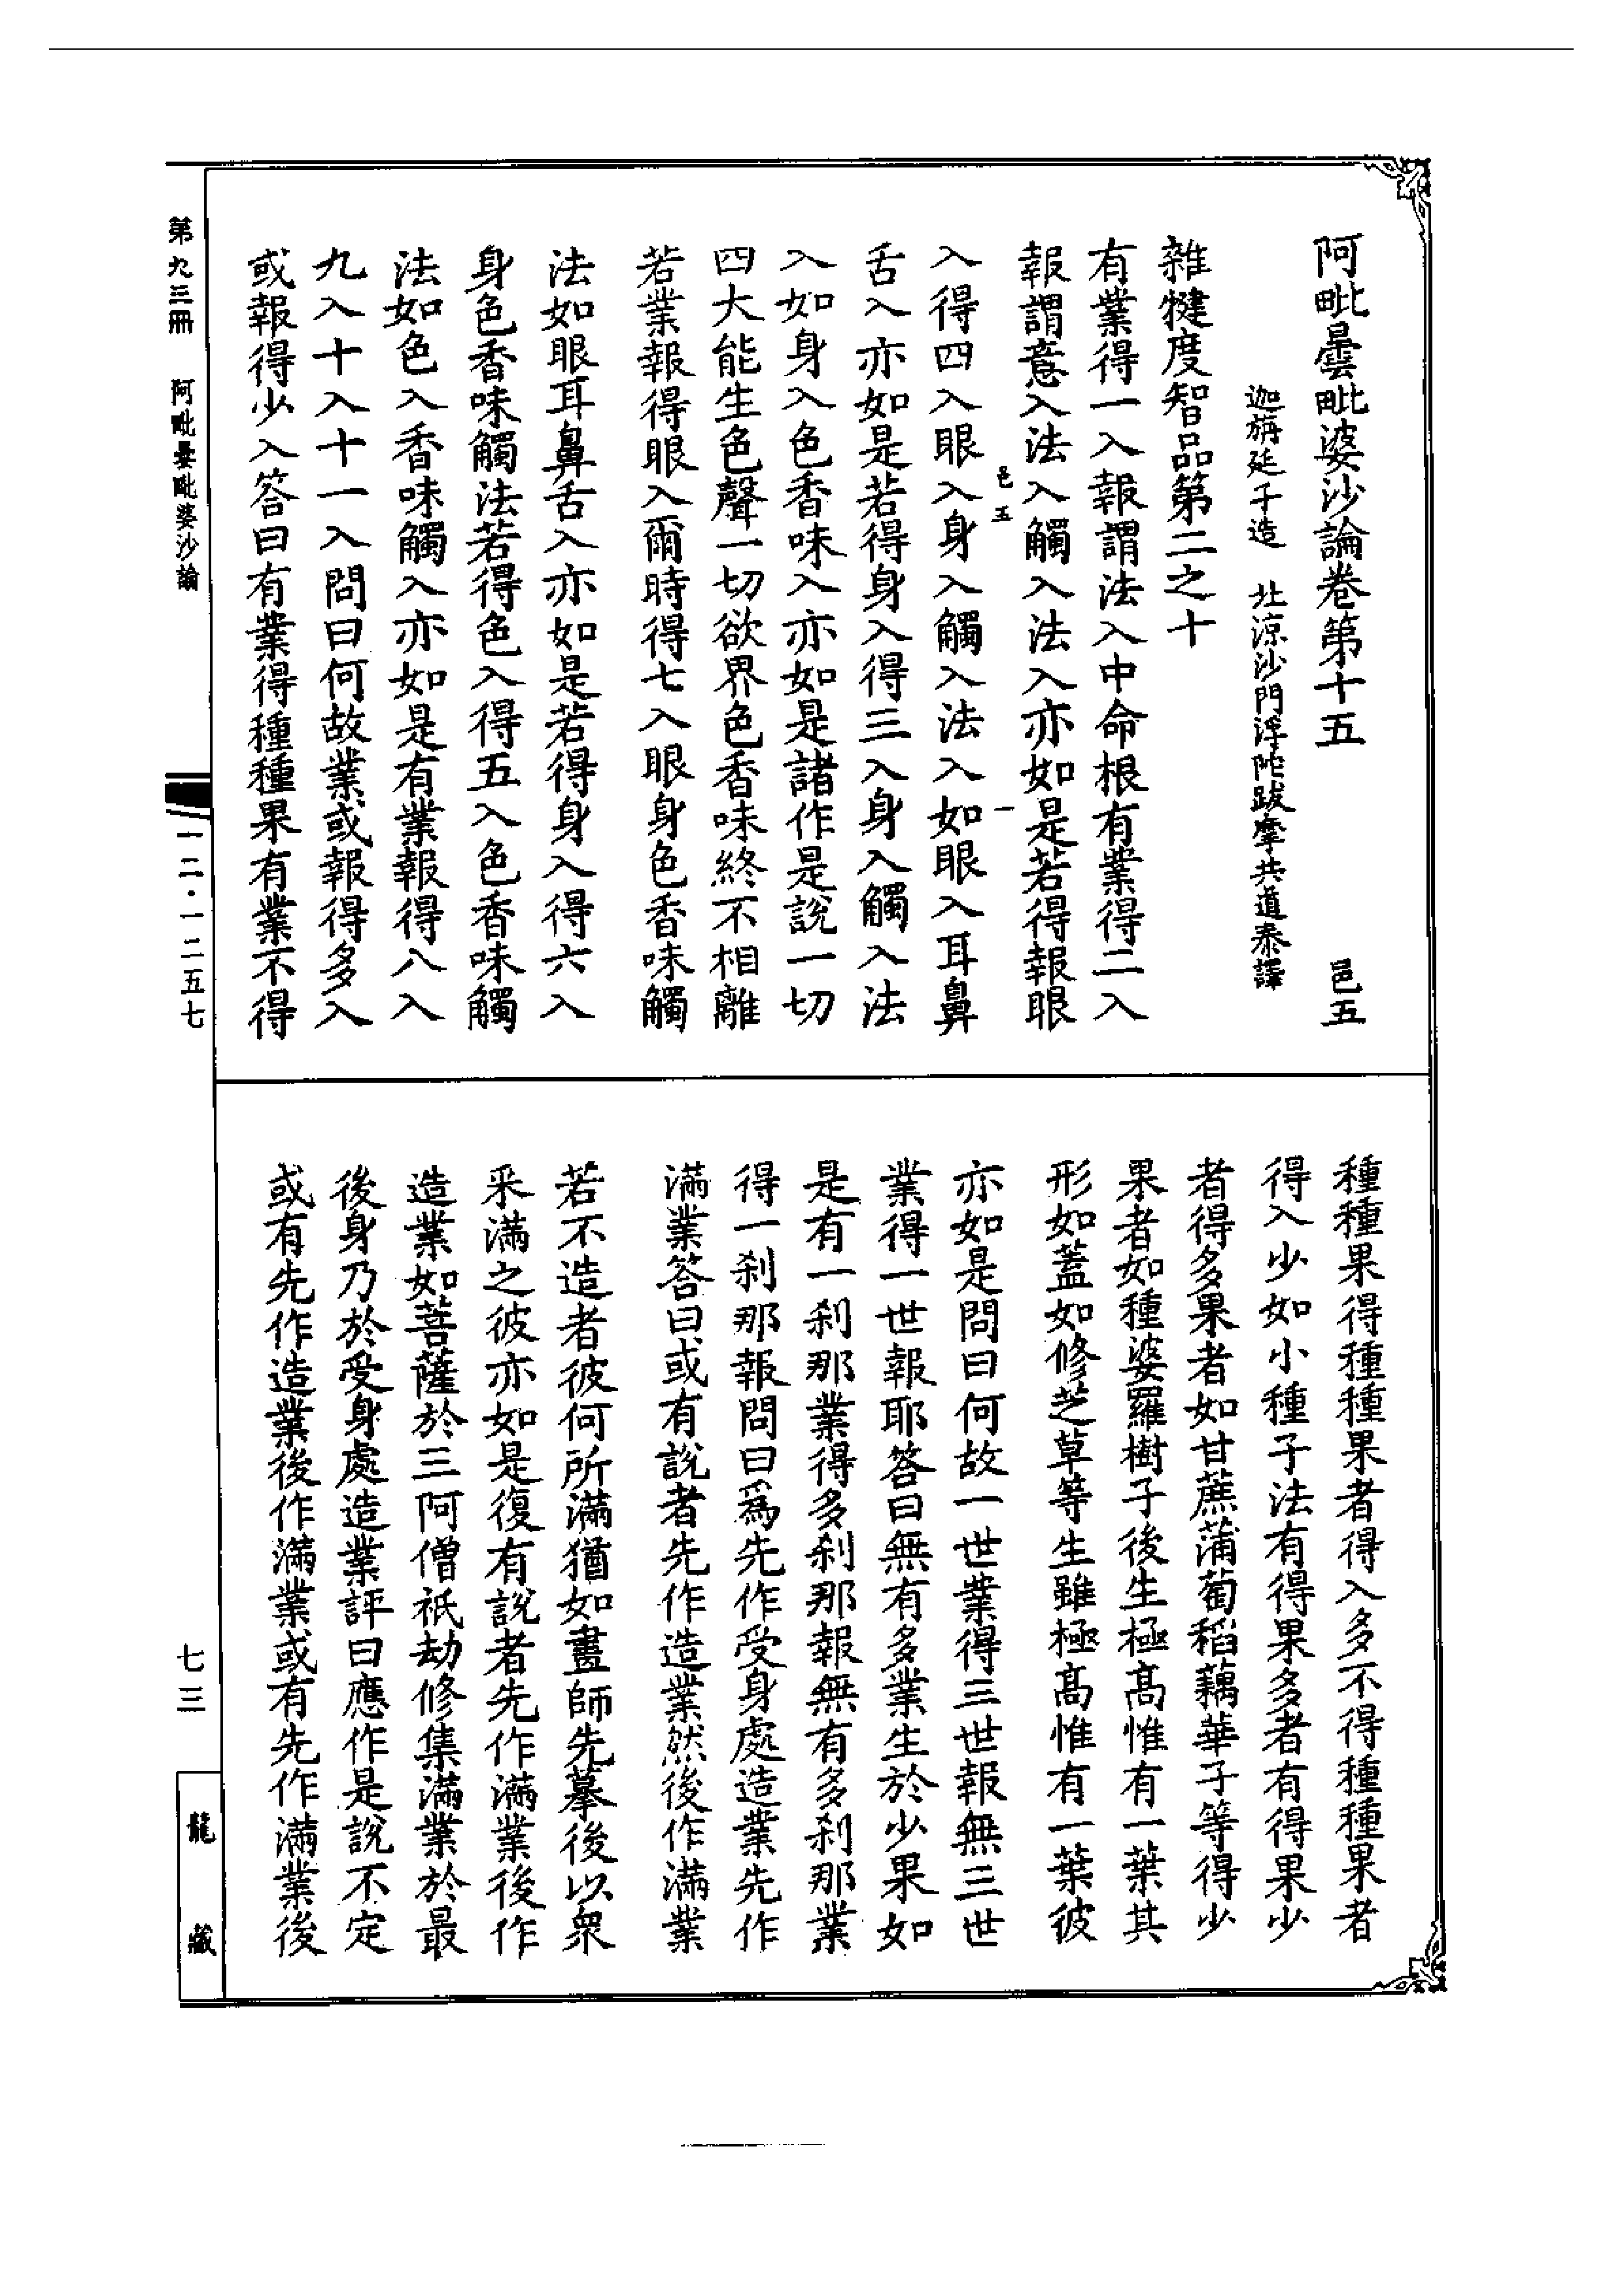 阿毗曇毗婆沙論卷第十五　邑五
迦旃延子造　北涼沙門浮陀跋摩共道泰譯
雜犍度智品第二之十
有業得一入報謂法入中命根有業得二入
報謂意入法入觸入法入亦如是若得報眼
邑五　一
入得四入眼入身入觸入法入如眼入耳鼻
舌入亦如是若得身入得三入身入觸入法
入如身入色香味入亦如是諸作是說一切
四大能生色聲一切欲界色香味終不相離
若業報得眼入爾時得七入眼身色香味觸
法如眼耳鼻舌入亦如是若得身入得六入
身色香味觸法若得色入得五入色香味觸
法如色入香味觸入亦如是有業報得八入
九入十入十一入問曰何故業或報得多入
或報得少入答曰有業得種種果有業不得
種種果得種種果者得入多不得種種果者
得入少如小種子法有得果多者有得果少
者得多果者如甘蔗蒲萄稻藕華子等得少
果者如種婆羅樹子後生極高惟有一葉其
形如蓋如修芝草等生雖極高惟有一葉彼
亦如是問曰何故一世業得三世報無三世
業得一世報耶答曰無有多業生於少果如
是有一剎那業得多剎那報無有多剎那業
得一剎那報問曰爲先作受身處造業先作
滿業答曰或有說者先作造業然後作滿業
若不造者彼何所滿猶如畫師先摹後以衆
釆滿之彼亦如是復有說者先作滿業後作
造業如菩薩於三阿僧祇劫修集滿業於最
後身乃於受身處造業評曰應作是說不定
或有先作造業後作滿業或有先作滿業後
第九三冊　阿毗曇毗婆沙論
一二·一二五七
七三
龍藏